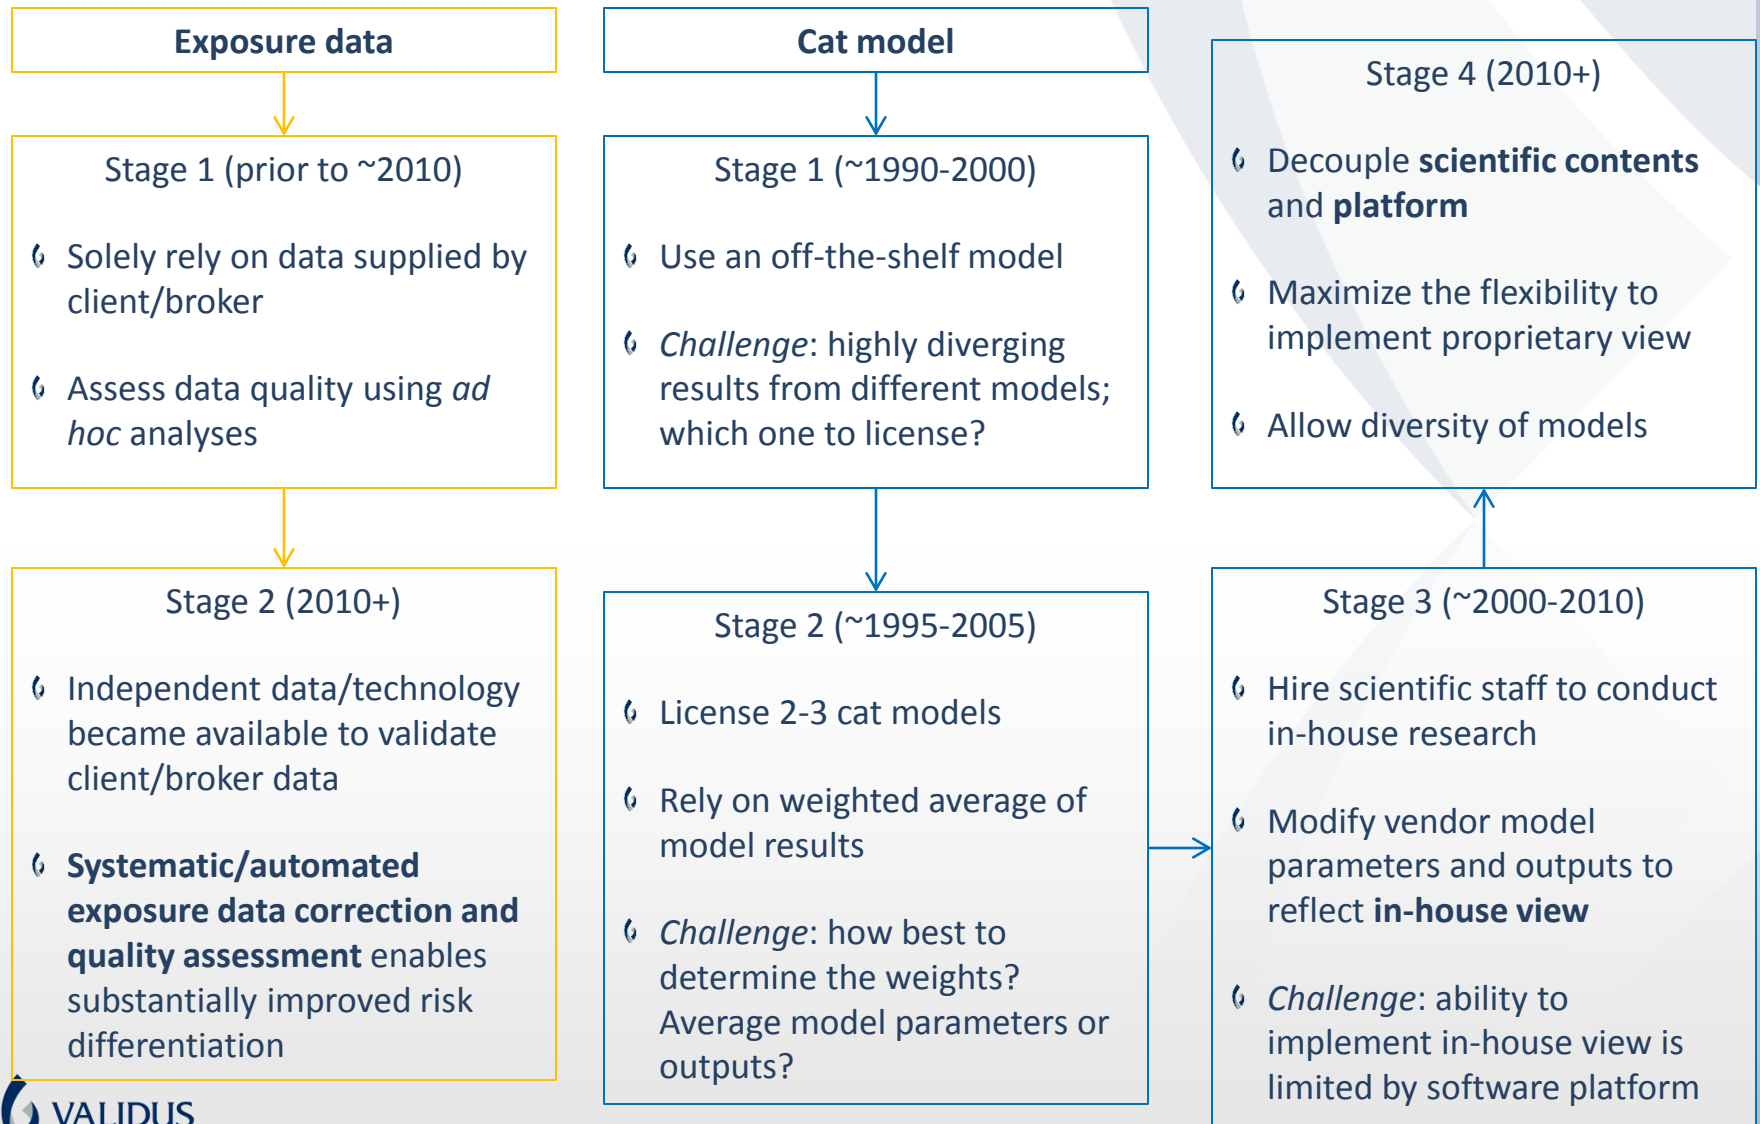 Exposure data
Stage 1 (prior to ~2010)
Solely rely on data supplied by
client/broker
Assess data quality using ad
hoc analyses
Stage 2 (2010+)
Independent data/technology
became available to validate
client/broker data
Systematic/automated
exposure data correction and
quality assessment enables
substantially improved risk
differentiation
Cat model
Stage 1 (~1990-2000)
Use an off-the-shelf model
Challenge: highly diverging
results from different models;
which one to license?
Stage 2 (~1995-2005)
License 2-3 cat models
Rely on weighted average of
model results
Challenge: how best to
determine the weights?
Average model parameters or
outputs?
Stage 3 (~2000-2010)
Hire scientific staff to conduct
in-house research
Modify vendor model
parameters and outputs to
reflect in-house view
Challenge: ability to
implement in-house view is
limited by software platform
Stage 4 (2010+)
Decouple scientific contents
and platform
Maximize the flexibility to
implement proprietary view
Allow diversity of models
VALIDUS